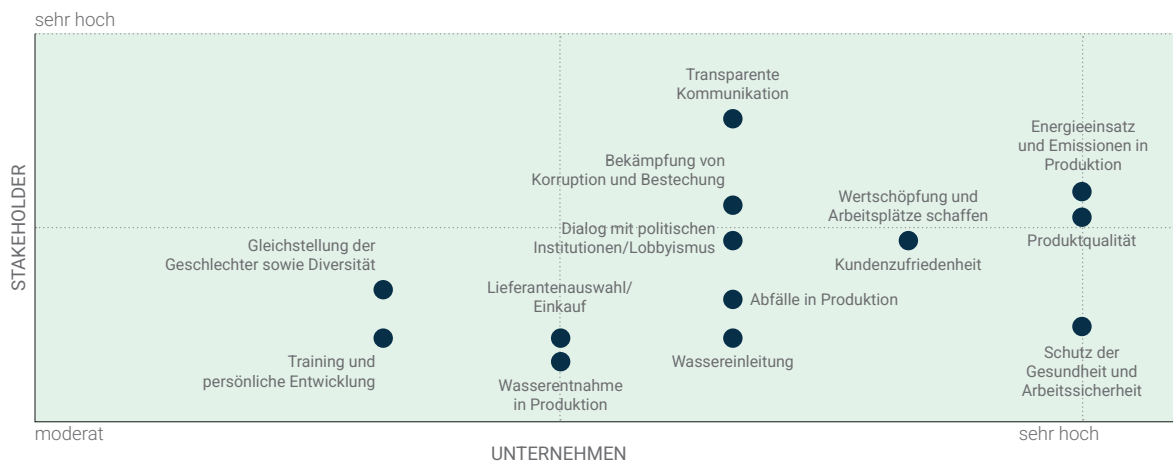 sehr hoch
STAKEHOLDER
Transparente
Kommunikation
Energieeinsatz
und Emissionen in
Produktion
Bekämpfung von
Korruption und Bestechung
Wertschöpfung und
Arbeitsplätze schaffen
Dialog mit politischen
Institutionen/Lobbyismus
Produktqualität
Gleichstellung der
Geschlechter sowie Diversität
Kundenzufriedenheit
Lieferantenauswahl/
Einkauf
Abfälle in Produktion
Training und
persönliche Entwicklung
Wassereinleitung
Schutz der
Gesundheit und
Arbeitssicherheit
Wasserentnahme
in Produktion
moderat
sehr hoch
UNTERNEHMEN